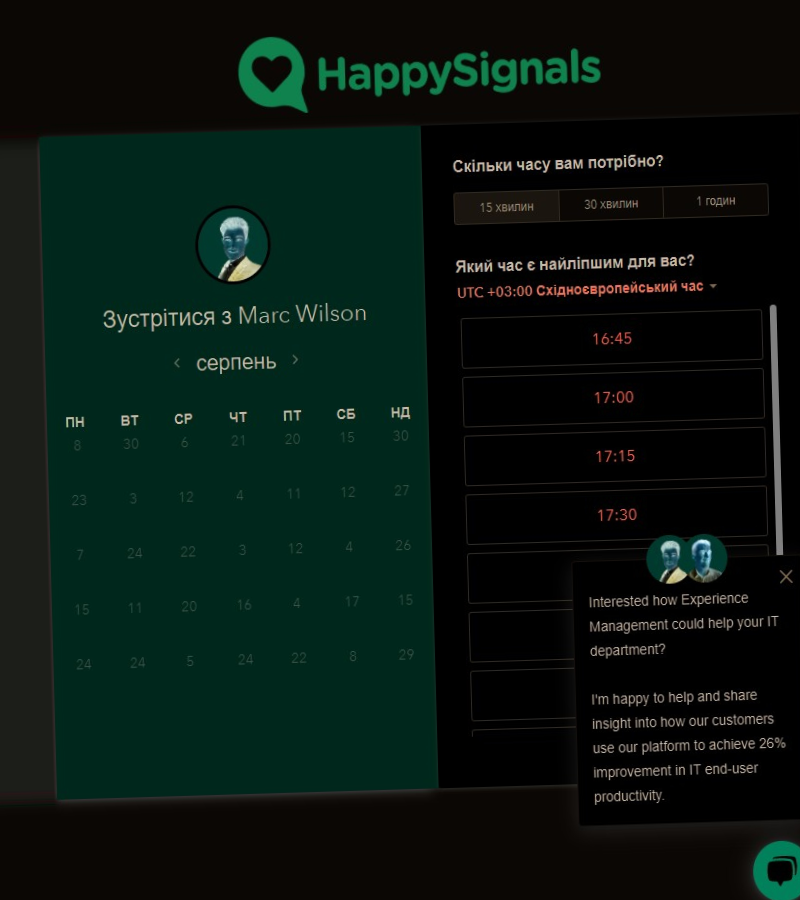 HappySignals
Зустрітися з Marc Wilson
серпень
ПН ВТ СР ЧТ ПТ СБ НД
8 30 6 21 20 15 30
23 3 12 4 11 12 27
7 24 22 3 12 4 26
15 11 20 16 4 17 15
24 24 5 24 22 8 29
Скільки часу вам потрібно?
15 хвилин 30 хвилин 1 годин
Який час є найліпшим для вас?
UTC +03:00 Східноєвропейський час
16:45
17:00
17:15
17:30
Interested how Experience
Management could help your IT
department?
I'm happy to help and share
insight into how our customers
use our platform to achieve 26%
improvement in IT end-user
productivity.